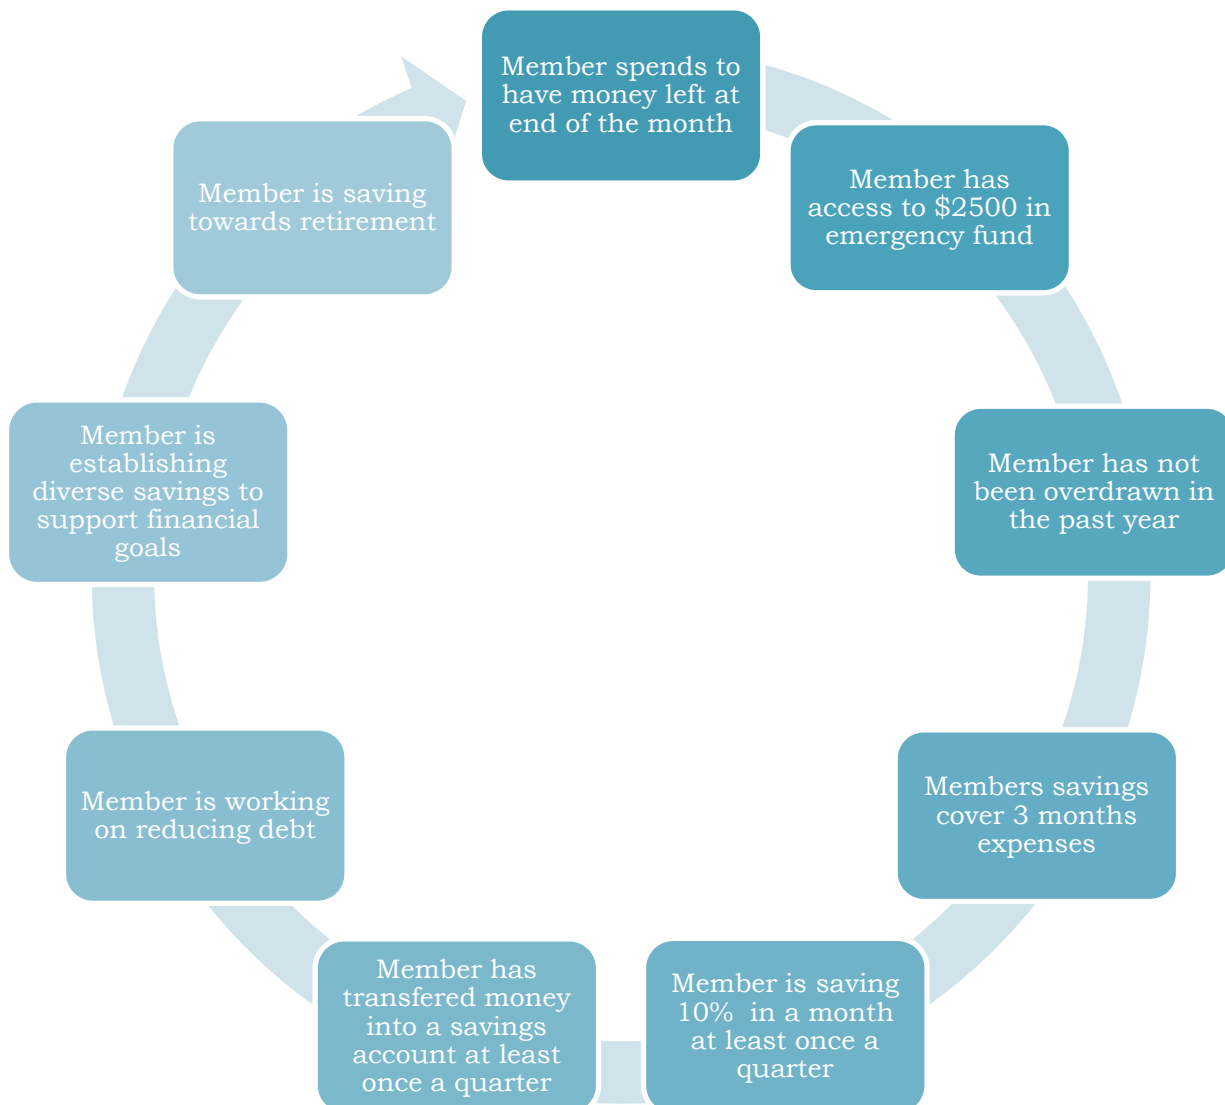 Member spends to
have money left at
end of the month
Member has
access to $2500 in
emergency fund
Member has not
been overdrawn in
the past year
Members savings
cover 3 months
expenses
Member is saving
10% in a month
at least once a
quarter
Member has
transfered money
into a savings
account at least
once a quarter
Member is working
on reducing debt
Member is
establishing
diverse savings to
support financial
goals
Member is saving
towards retirement